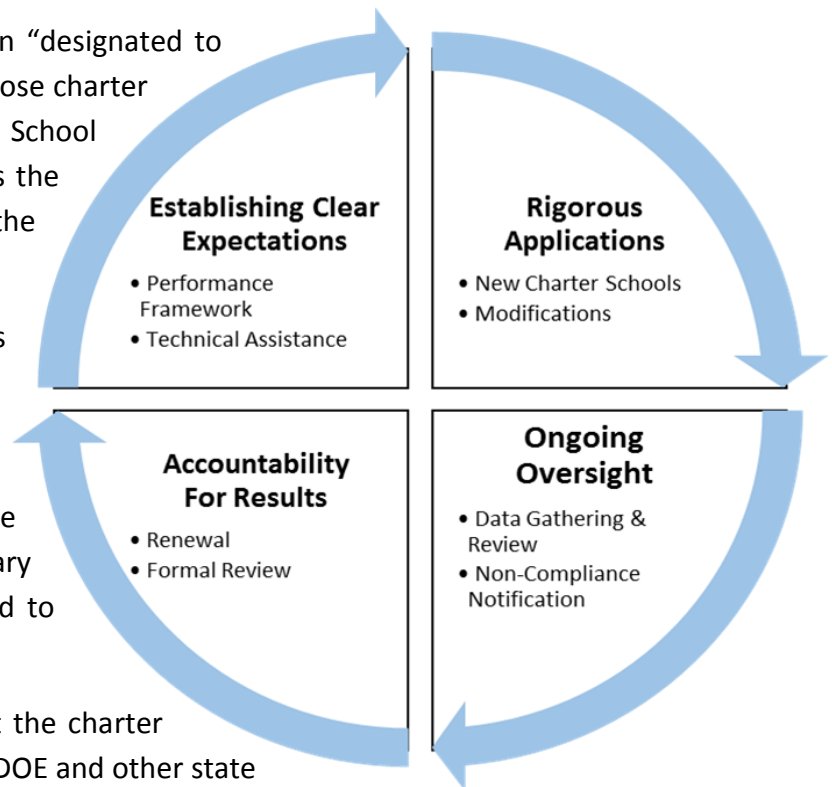 n “designated to
ose charter
School
s the
the
s
e
ary
d to
t the charter
DOE and other state
Establishing Clear
Expectations
• Performance
Framework
• Technical Assistance
Rigorous
Applications
• New Charter Schools
• Modifications
Accountability
For Results
• Renewal
• Formal Review
Ongoing
Oversight
• Data Gathering &
Review
• Non-Compliance
Notification